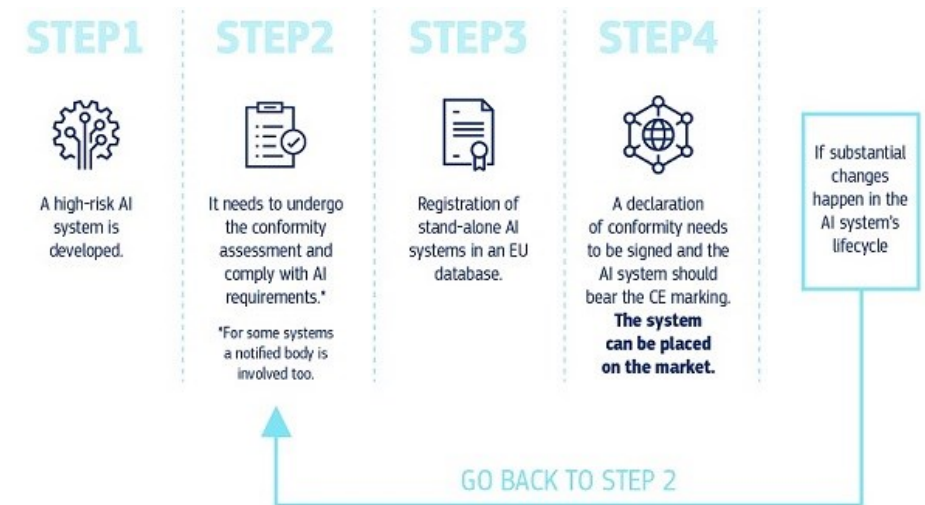 STEP1
A high-risk AI
system is
developed.
STEP2
It needs to undergo
the conformity
assessment and
comply with AI
requirements.*
*For some systems
a notified body is
involved too.
STEP3
Registration of
stand-alone AI
systems in an EU
database.
STEP4
A declaration
of conformity needs
to be signed and the
AI system should
bear the CE marking.
The system
can be placed
on the market.
If substantial
changes
happen in the
AI system's
lifecycle
GO BACK TO STEP 2